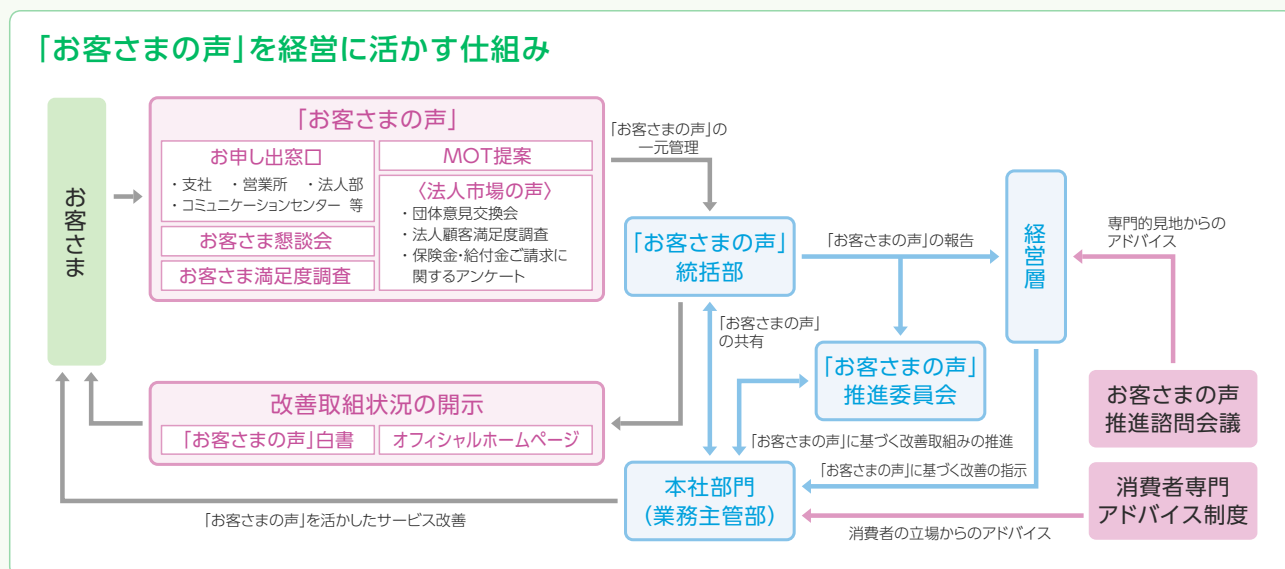 「お客さまの声」を経営に活かす仕組み
お客さま
「お客さまの声」
お申し出窓口
・支社 ・営業所 ・法人部
・コミュニケーションセンター 等
お客さま懇談会
お客さま満足度調査
MOT提案
〈法人市場の声〉
・団体意見交換会
・法人顧客満足度調査
・保険金・給付金ご請求に
関するアンケート
「お客さまの声」の
一元管理
「お客さまの声」
統括部
「お客さまの声」の報告
経営層
専門的見地からの
アドバイス
「お客さまの声」
の共有
「お客さまの声」
推進委員会
お客さまの声
推進諮問会議
改善取組状況の開示
「お客さまの声」白書
オフィシャルホームページ
「お客さまの声」に基づく改善取組みの推進
「お客さまの声」に基づく改善の指示
本社部門
(業務主管部)
消費者専門
アドバイス制度
「お客さまの声」を活かしたサービス改善
消費者の立場からのアドバイス